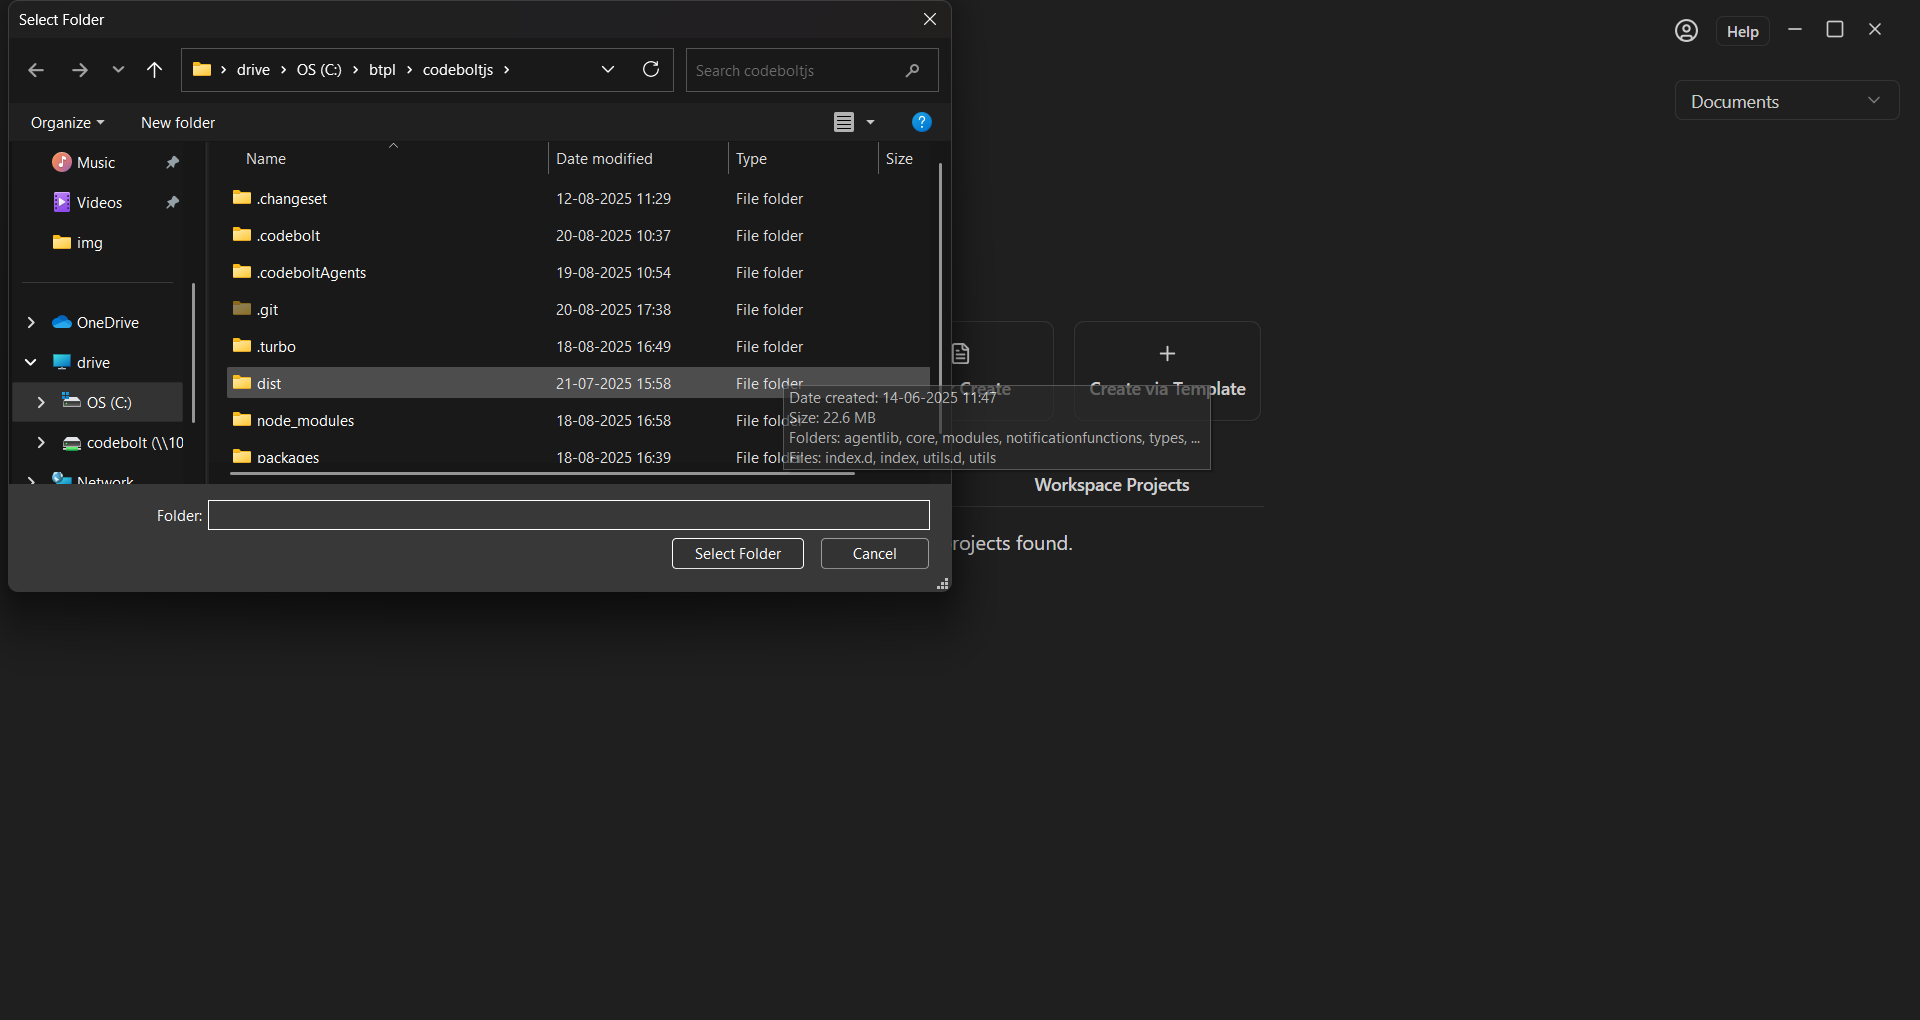 Select Folder
Help
drive > OS (C:) > btpl > codeboltjs >
Search codeboltjs
Documents
Organize
New folder
Music
Videos
img
OneDrive
drive
OS (C:)
codebolt (\\10
Network
Name
Date modified
Type
Size
.changeset 12-08-2025 11:29 File folder
.codebolt 20-08-2025 10:37 File folder
.codeboltAgents 19-08-2025 10:54 File folder
.git 20-08-2025 17:38 File folder
.turbo 18-08-2025 16:49 File folder
dist 21-07-2025 15:58 File folder
node_modules 18-08-2025 16:58 File folder
packages 18-08-2025 16:39 File folder
Date created: 14-06-2025 11:47
Size: 22.6 MB
Folders: agentlib, core, modules, notificationfunctions, types, ...
Files: index.d, index, utils.d, utils
Create
Create via Template
Workspace Projects
rojects found.
Folder:
Select Folder
Cancel